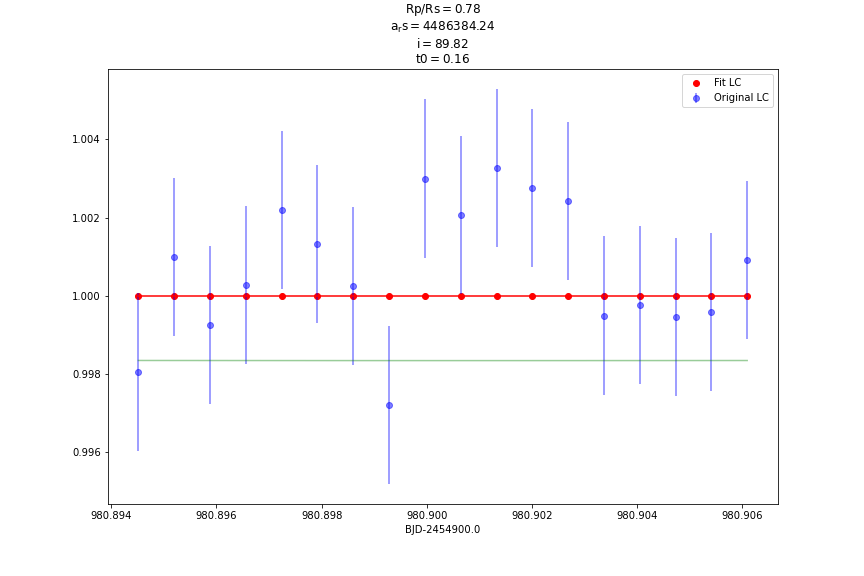 Rp/Rs = 0.78
aᵣs = 4486384.24
i = 89.82
t0 = 0.16
Fit LC
Original LC
1.004
1.002
1.000
0.998
0.996
980.894 980.896 980.898 980.900 980.902 980.904 980.906
BJD-2454900.0